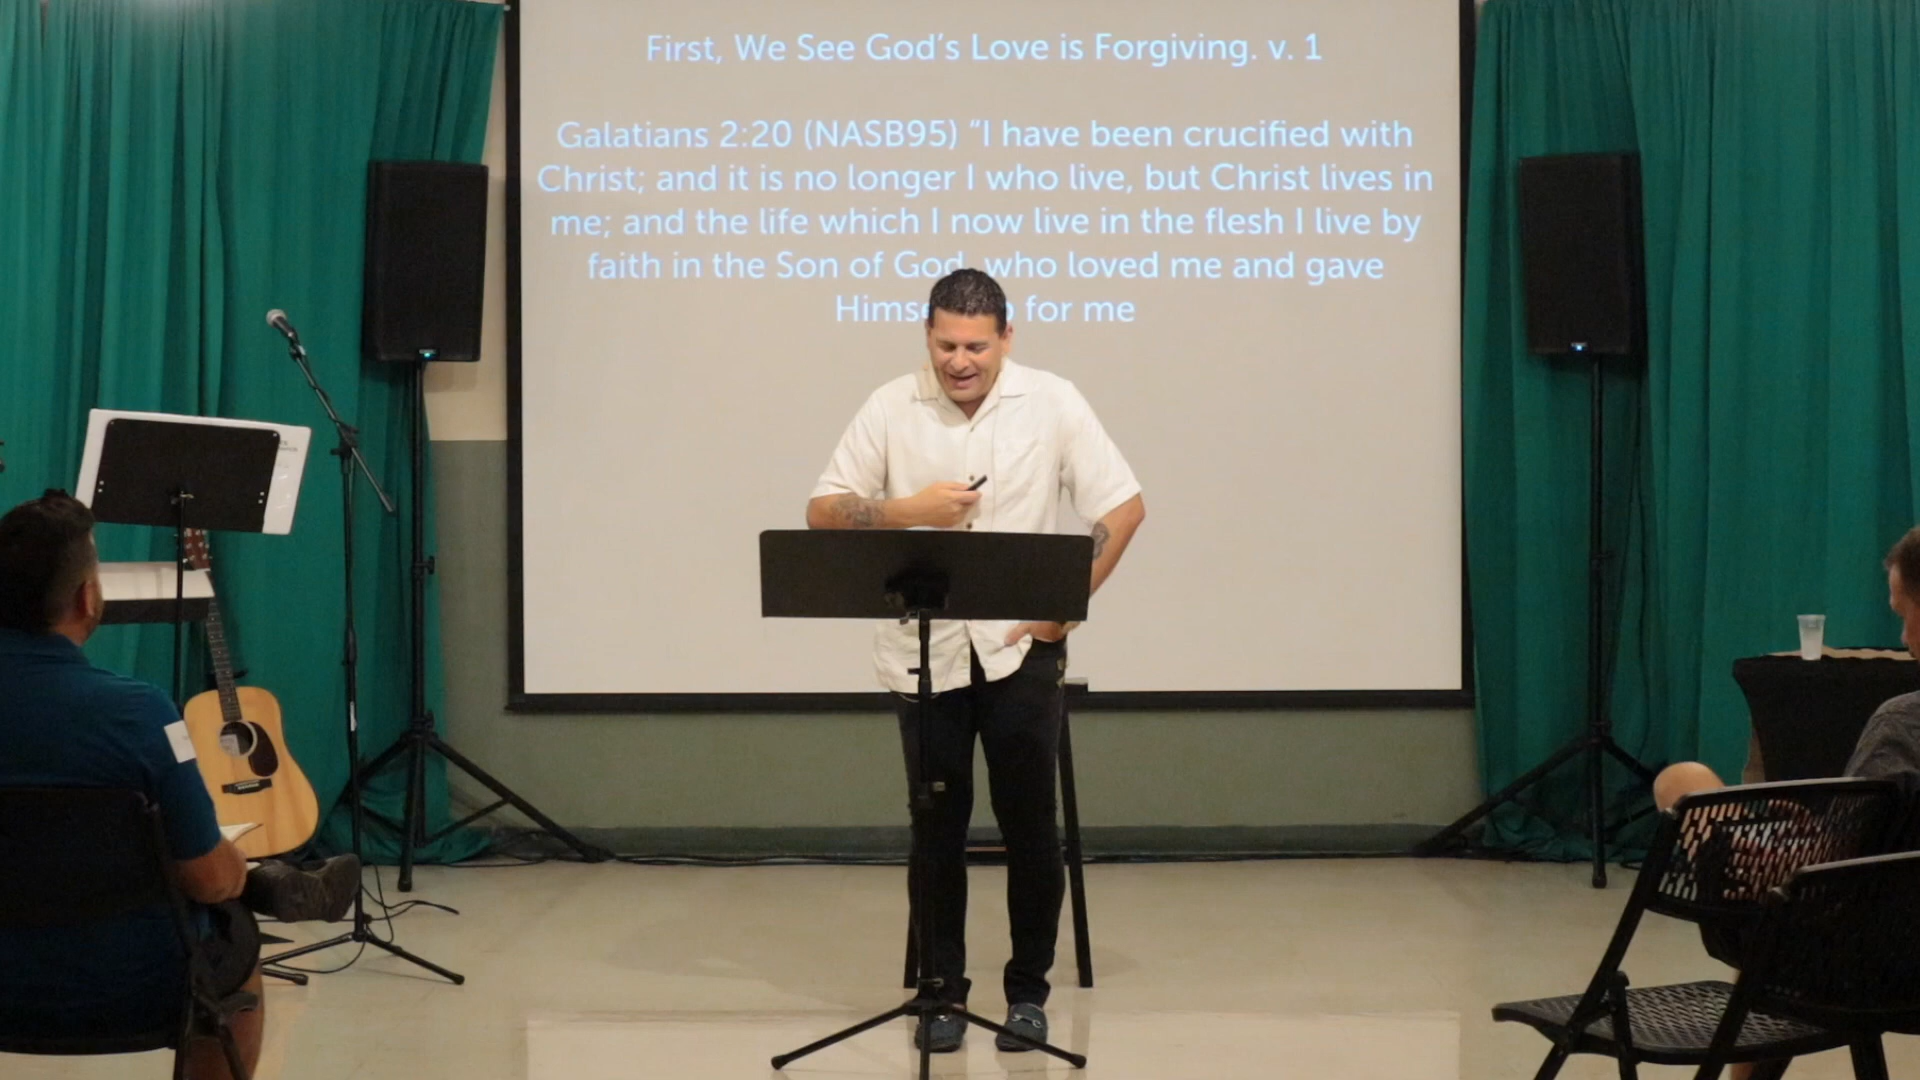 First, We See God's Love is Forgiving. v. 1
Galatians 2:20 (NASB95) “I have been crucified with
Christ; and it is no longer I who live, but Christ lives in
me; and the life which I now live in the flesh I live by
faith in the Son of God, who loved me and gave
for me